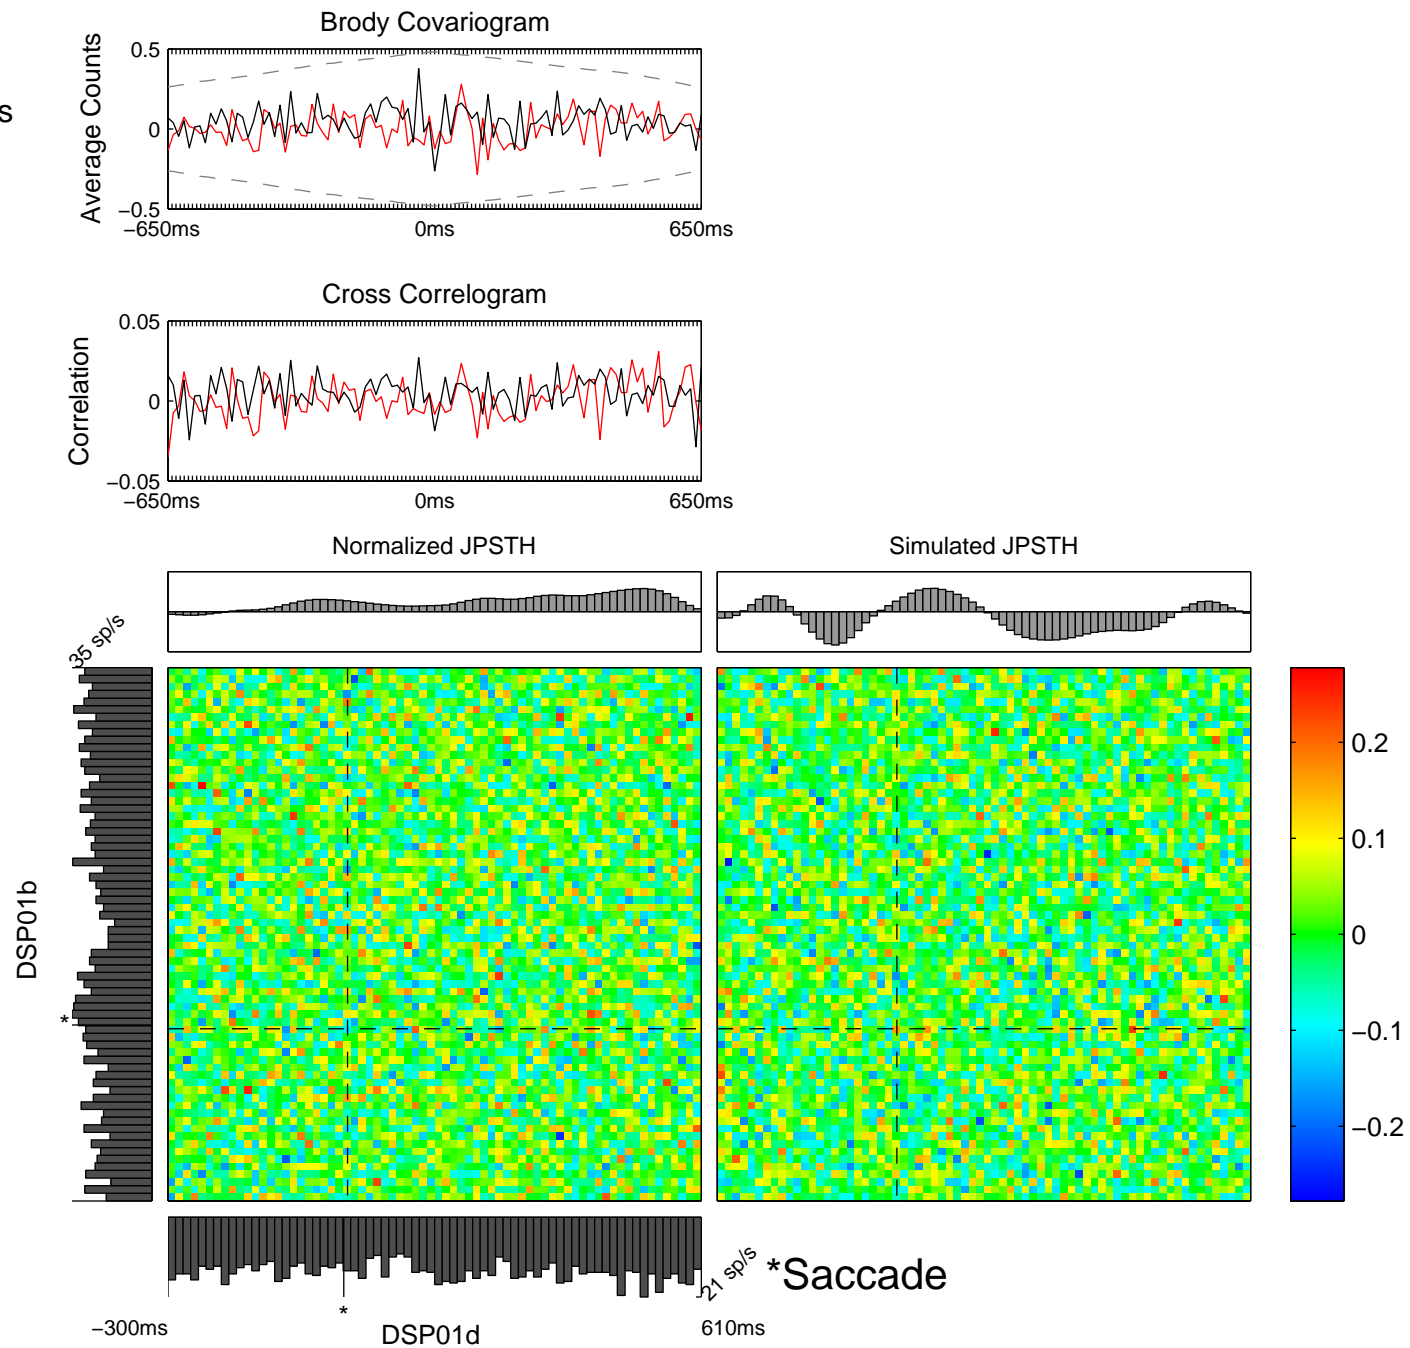 Brody Covariogram
s
Average Counts
0.5
0
−0.5
−650ms 0ms 650ms
Cross Correlogram
Correlation
0.05
0
−0.05
−650ms 0ms 650ms
Normalized JPSTH Simulated JPSTH
35 sp/s
DSP01b
*
0.2
0.1
0
−0.1
−0.2
21 sp/s
*Saccade
*
−300ms DSP01d 610ms